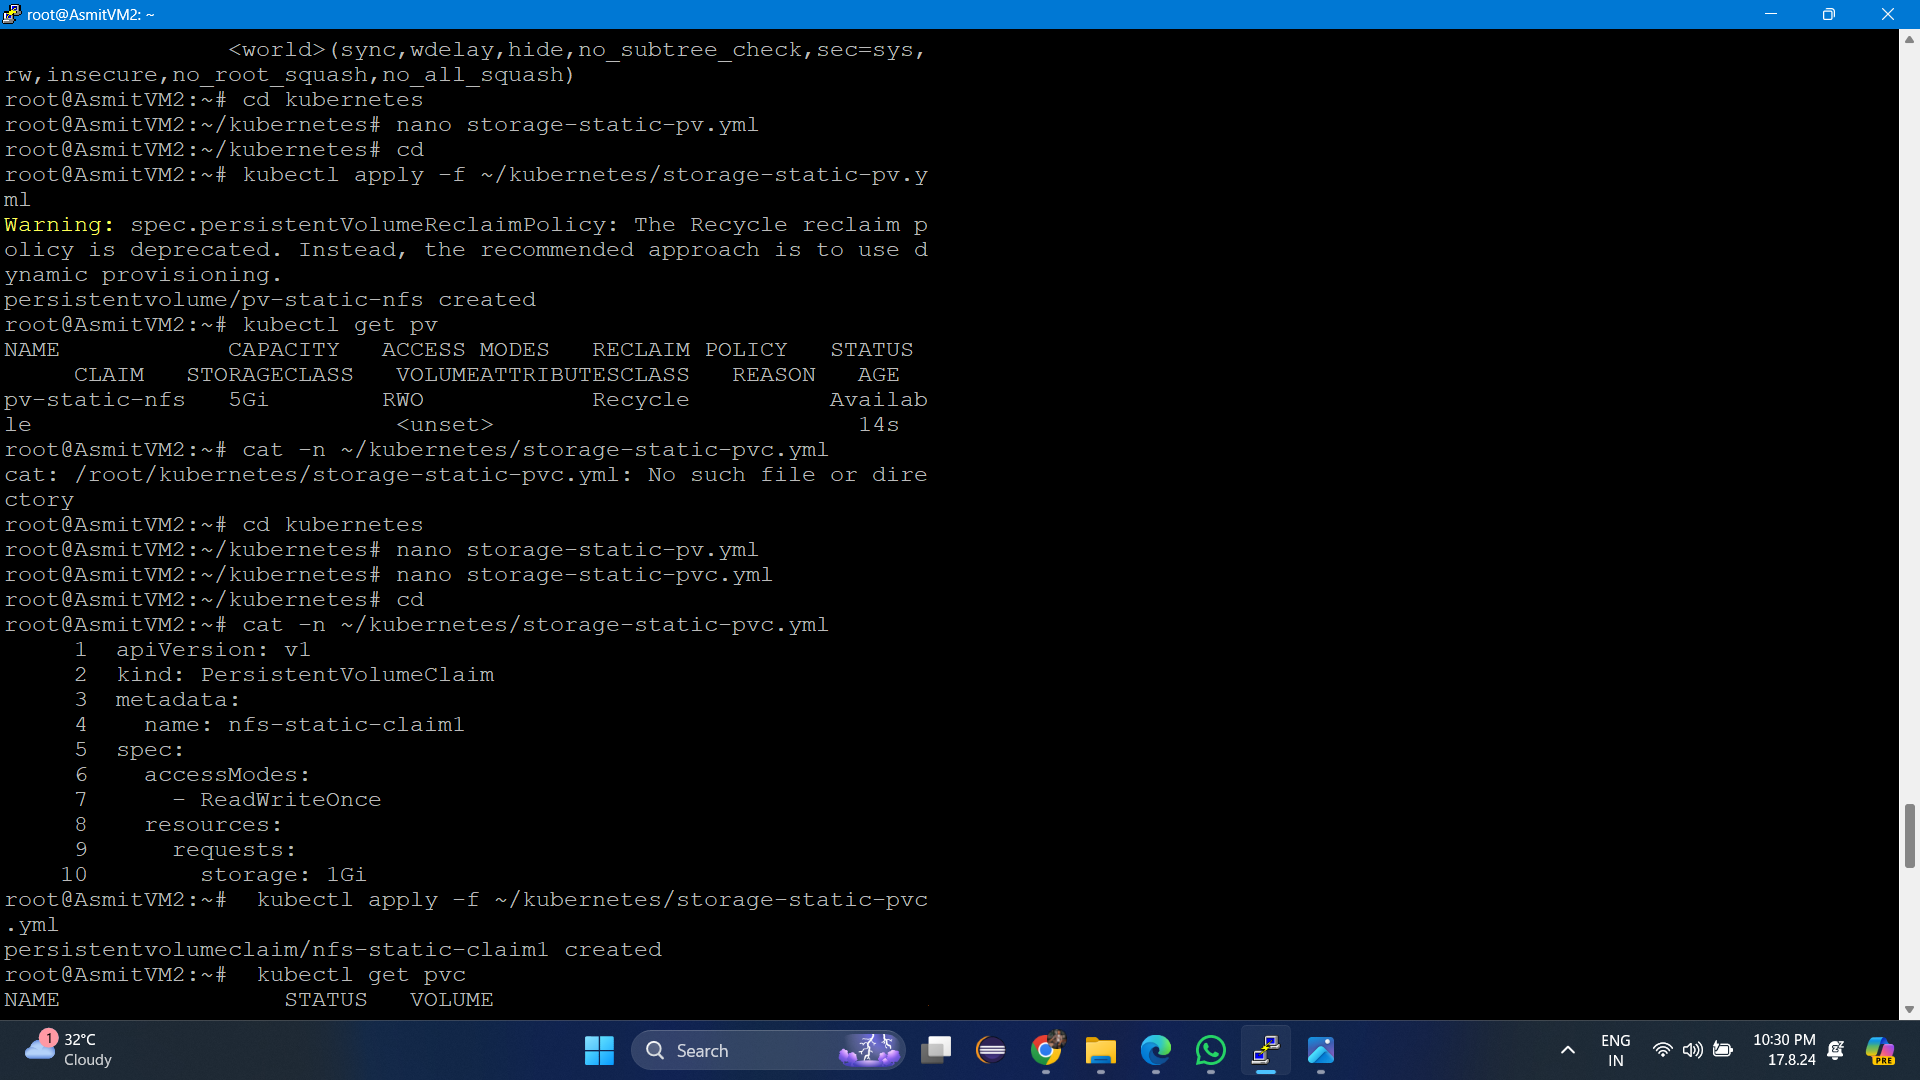 root@AsmitVM2: ~
<world>(sync,wdelay,hide,no_subtree_check,sec=sys,
rw,insecure,no_root_squash,no_all_squash)
root@AsmitVM2:~# cd kubernetes
root@AsmitVM2:~/kubernetes# nano storage-static-pv.yml
root@AsmitVM2:~/kubernetes# cd
root@AsmitVM2:~# kubectl apply -f ~/kubernetes/storage-static-pv.y
ml
Warning: spec.persistentVolumeReclaimPolicy: The Recycle reclaim p
olicy is deprecated. Instead, the recommended approach is to use d
ynamic provisioning.
persistentvolume/pv-static-nfs created
root@AsmitVM2:~# kubectl get pv
NAME            CAPACITY   ACCESS MODES   RECLAIM POLICY   STATUS
     CLAIM   STORAGECLASS   VOLUMEATTRIBUTESCLASS   REASON   AGE
pv-static-nfs   5Gi        RWO            Recycle          Availab
le                          <unset>                          14s
root@AsmitVM2:~# cat -n ~/kubernetes/storage-static-pvc.yml
cat: /root/kubernetes/storage-static-pvc.yml: No such file or dire
ctory
root@AsmitVM2:~# cd kubernetes
root@AsmitVM2:~/kubernetes# nano storage-static-pv.yml
root@AsmitVM2:~/kubernetes# nano storage-static-pvc.yml
root@AsmitVM2:~/kubernetes# cd
root@AsmitVM2:~# cat -n ~/kubernetes/storage-static-pvc.yml
     1  apiVersion: v1
     2  kind: PersistentVolumeClaim
     3  metadata:
     4    name: nfs-static-claim1
     5  spec:
     6    accessModes:
     7      - ReadWriteOnce
     8    resources:
     9      requests:
    10        storage: 1Gi
root@AsmitVM2:~#  kubectl apply -f ~/kubernetes/storage-static-pvc
.yml
persistentvolumeclaim/nfs-static-claim1 created
root@AsmitVM2:~#  kubectl get pvc
NAME                STATUS   VOLUME
1
32°C
Cloudy
Search
ENG
IN
10:30 PM
17.8.24
PRE